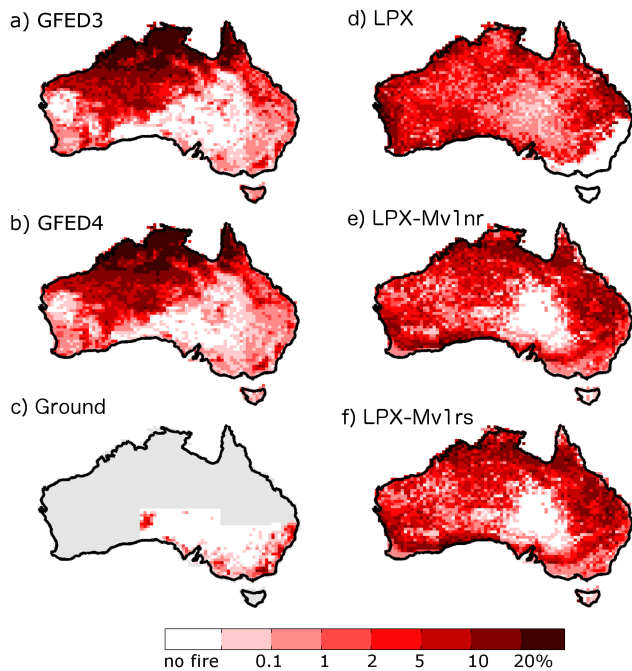 a) GFED3
d) LPX
b) GFED4
e) LPX-Mv1nr
c) Ground
f) LPX-Mv1rs
no fire 0.1 1 2 5 10 20%